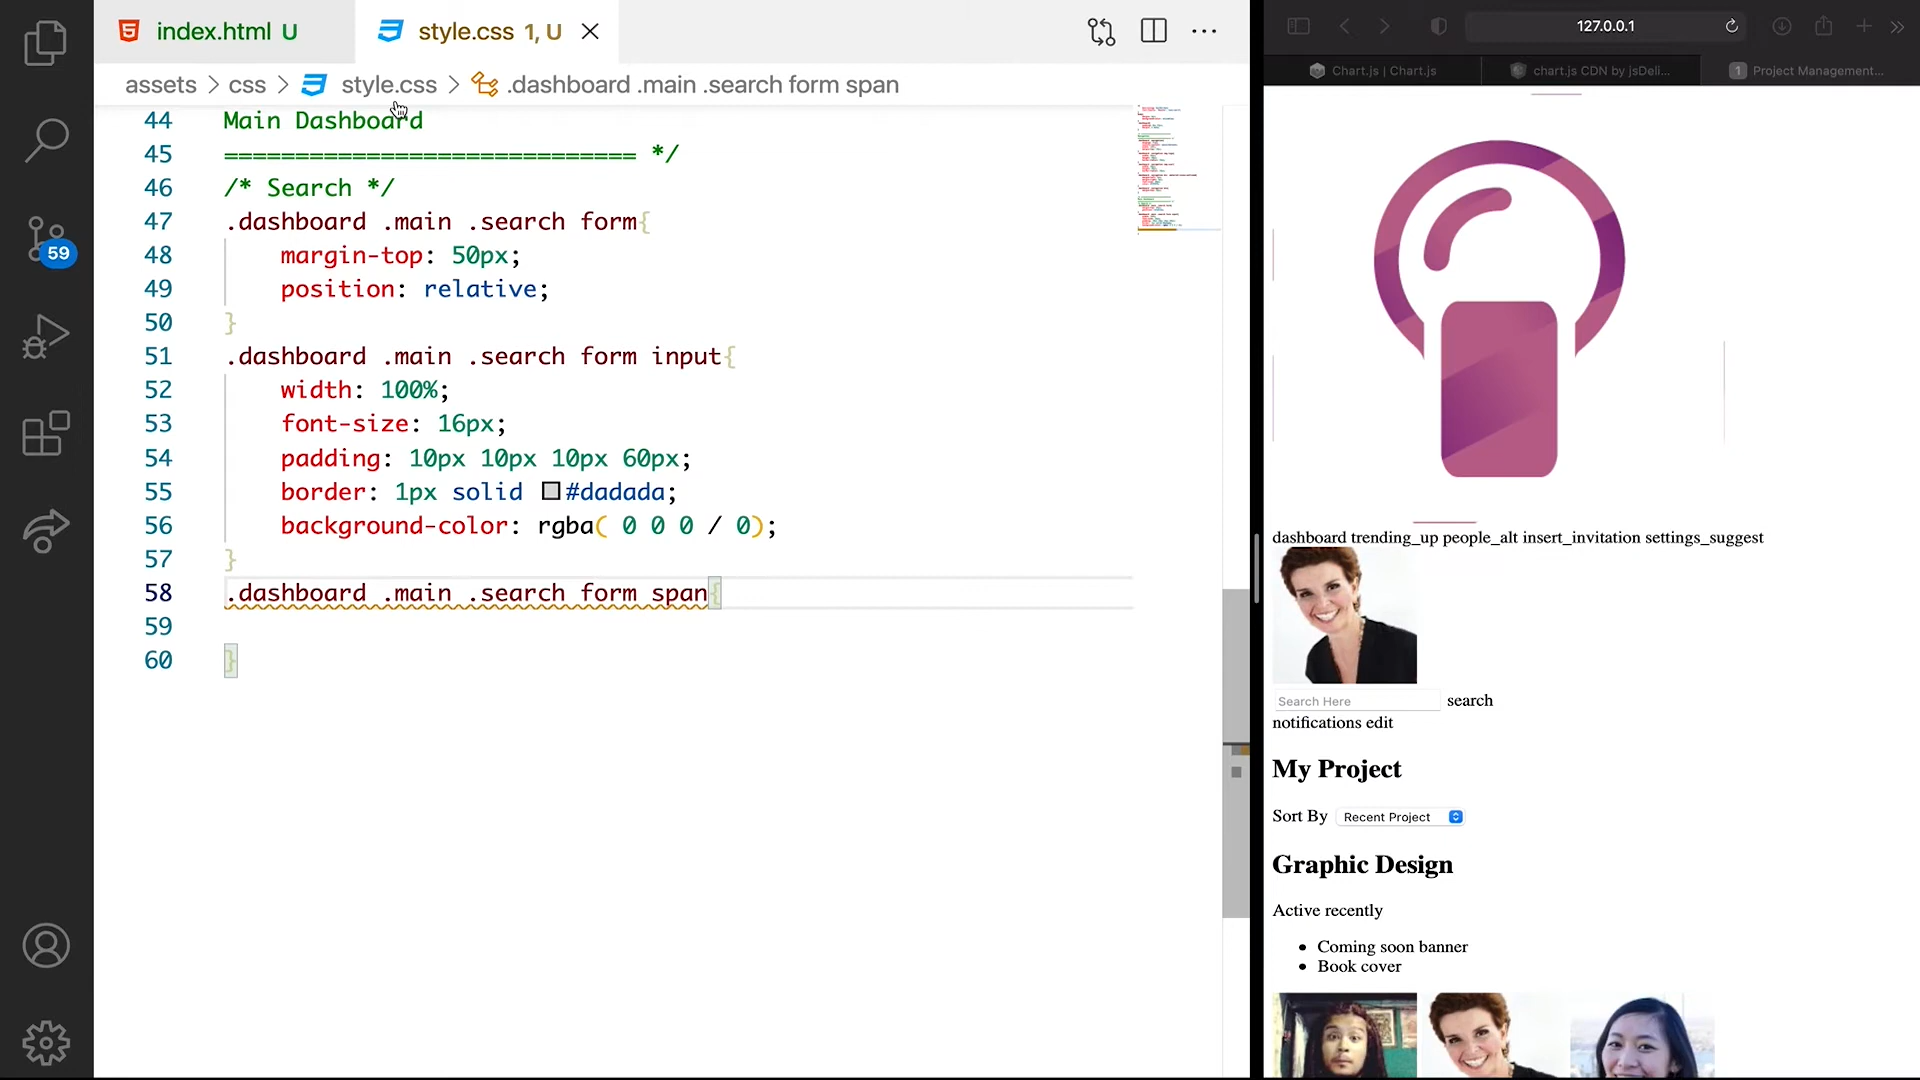 index.html U
style.css 1, U
assets > css > style.css > .dashboard .main .search form span
44 Main Dashboard
45 ============================= */
46 /* Search */
47 .dashboard .main .search form{
48 margin-top: 50px;
49 position: relative;
50 }
51 .dashboard .main .search form input{
52 width: 100%;
53 font-size: 16px;
54 padding: 10px 10px 10px 60px;
55 border: 1px solid #dadada;
56 background-color: rgba( 0 0 0 / 0);
57 }
58 .dashboard .main .search form span{
59
60 }
59
127.0.0.1
Chart.js | Chart.js
chart.js CDN by jsDeli...
1 Project Management...
dashboard trending_up people_alt insert_invitation settings_suggest
Search Here search
notifications edit
My Project
Sort By Recent Project
Graphic Design
Active recently
• Coming soon banner
• Book cover